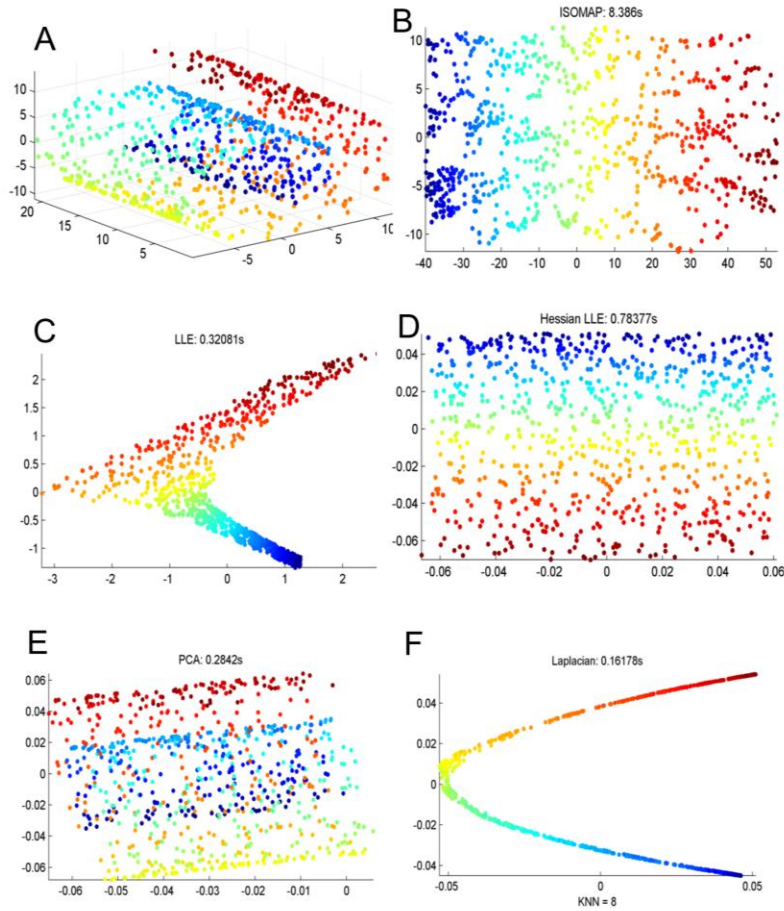 A
10
5
0
-5
-10
20
15
10
5
-5
0
5
10
B
ISOMAP: 8.386s
10
5
0
-5
-10
-40 -30 -20 -10 0 10 20 30 40 50
C
LLE: 0.32081s
2
1.5
1
0.5
0
-0.5
-1
-3 -2 -1 0 1 2
D
Hessian LLE: 0.78377s
0.04
0.02
0
-0.02
-0.04
-0.06
-0.06 -0.04 -0.02 0 0.02 0.04 0.06
E
PCA: 0.2842s
0.06
0.04
0.02
0
-0.02
-0.04
-0.06
-0.06 -0.05 -0.04 -0.03 -0.02 -0.01 0
F
Laplacian: 0.16178s
0.04
0.02
0
-0.02
-0.04
-0.05 0 0.05
KNN = 8